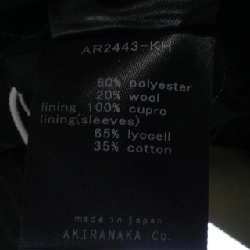 AR2443-KH
80% polyester
20% wool
lining 100% cupro
lining(sleeves)
65% lyocell
35% cotton
made in japan
AKIRANAKA Co.